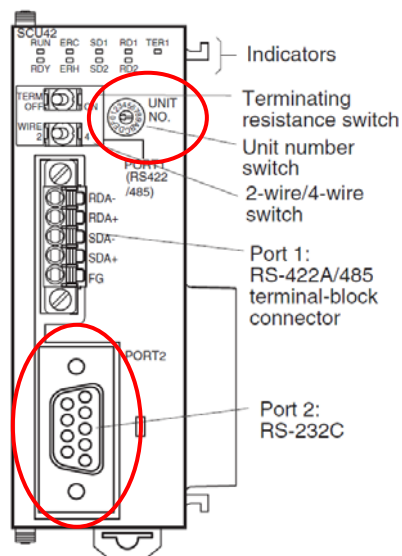 SCU42
RUN ERC SD1 RD1 TER1
RDY ERH SD2 RD2
TERM
OFF ON
UNIT
NO.
WIRE
2 4
PORT1
(RS422
/485)
RDA-
RDA+
SDA-
SDA+
FG
PORT2
Indicators
Terminating
resistance switch
Unit number
switch
2-wire/4-wire
switch
Port 1:
RS-422A/485
terminal-block
connector
Port 2:
RS-232C